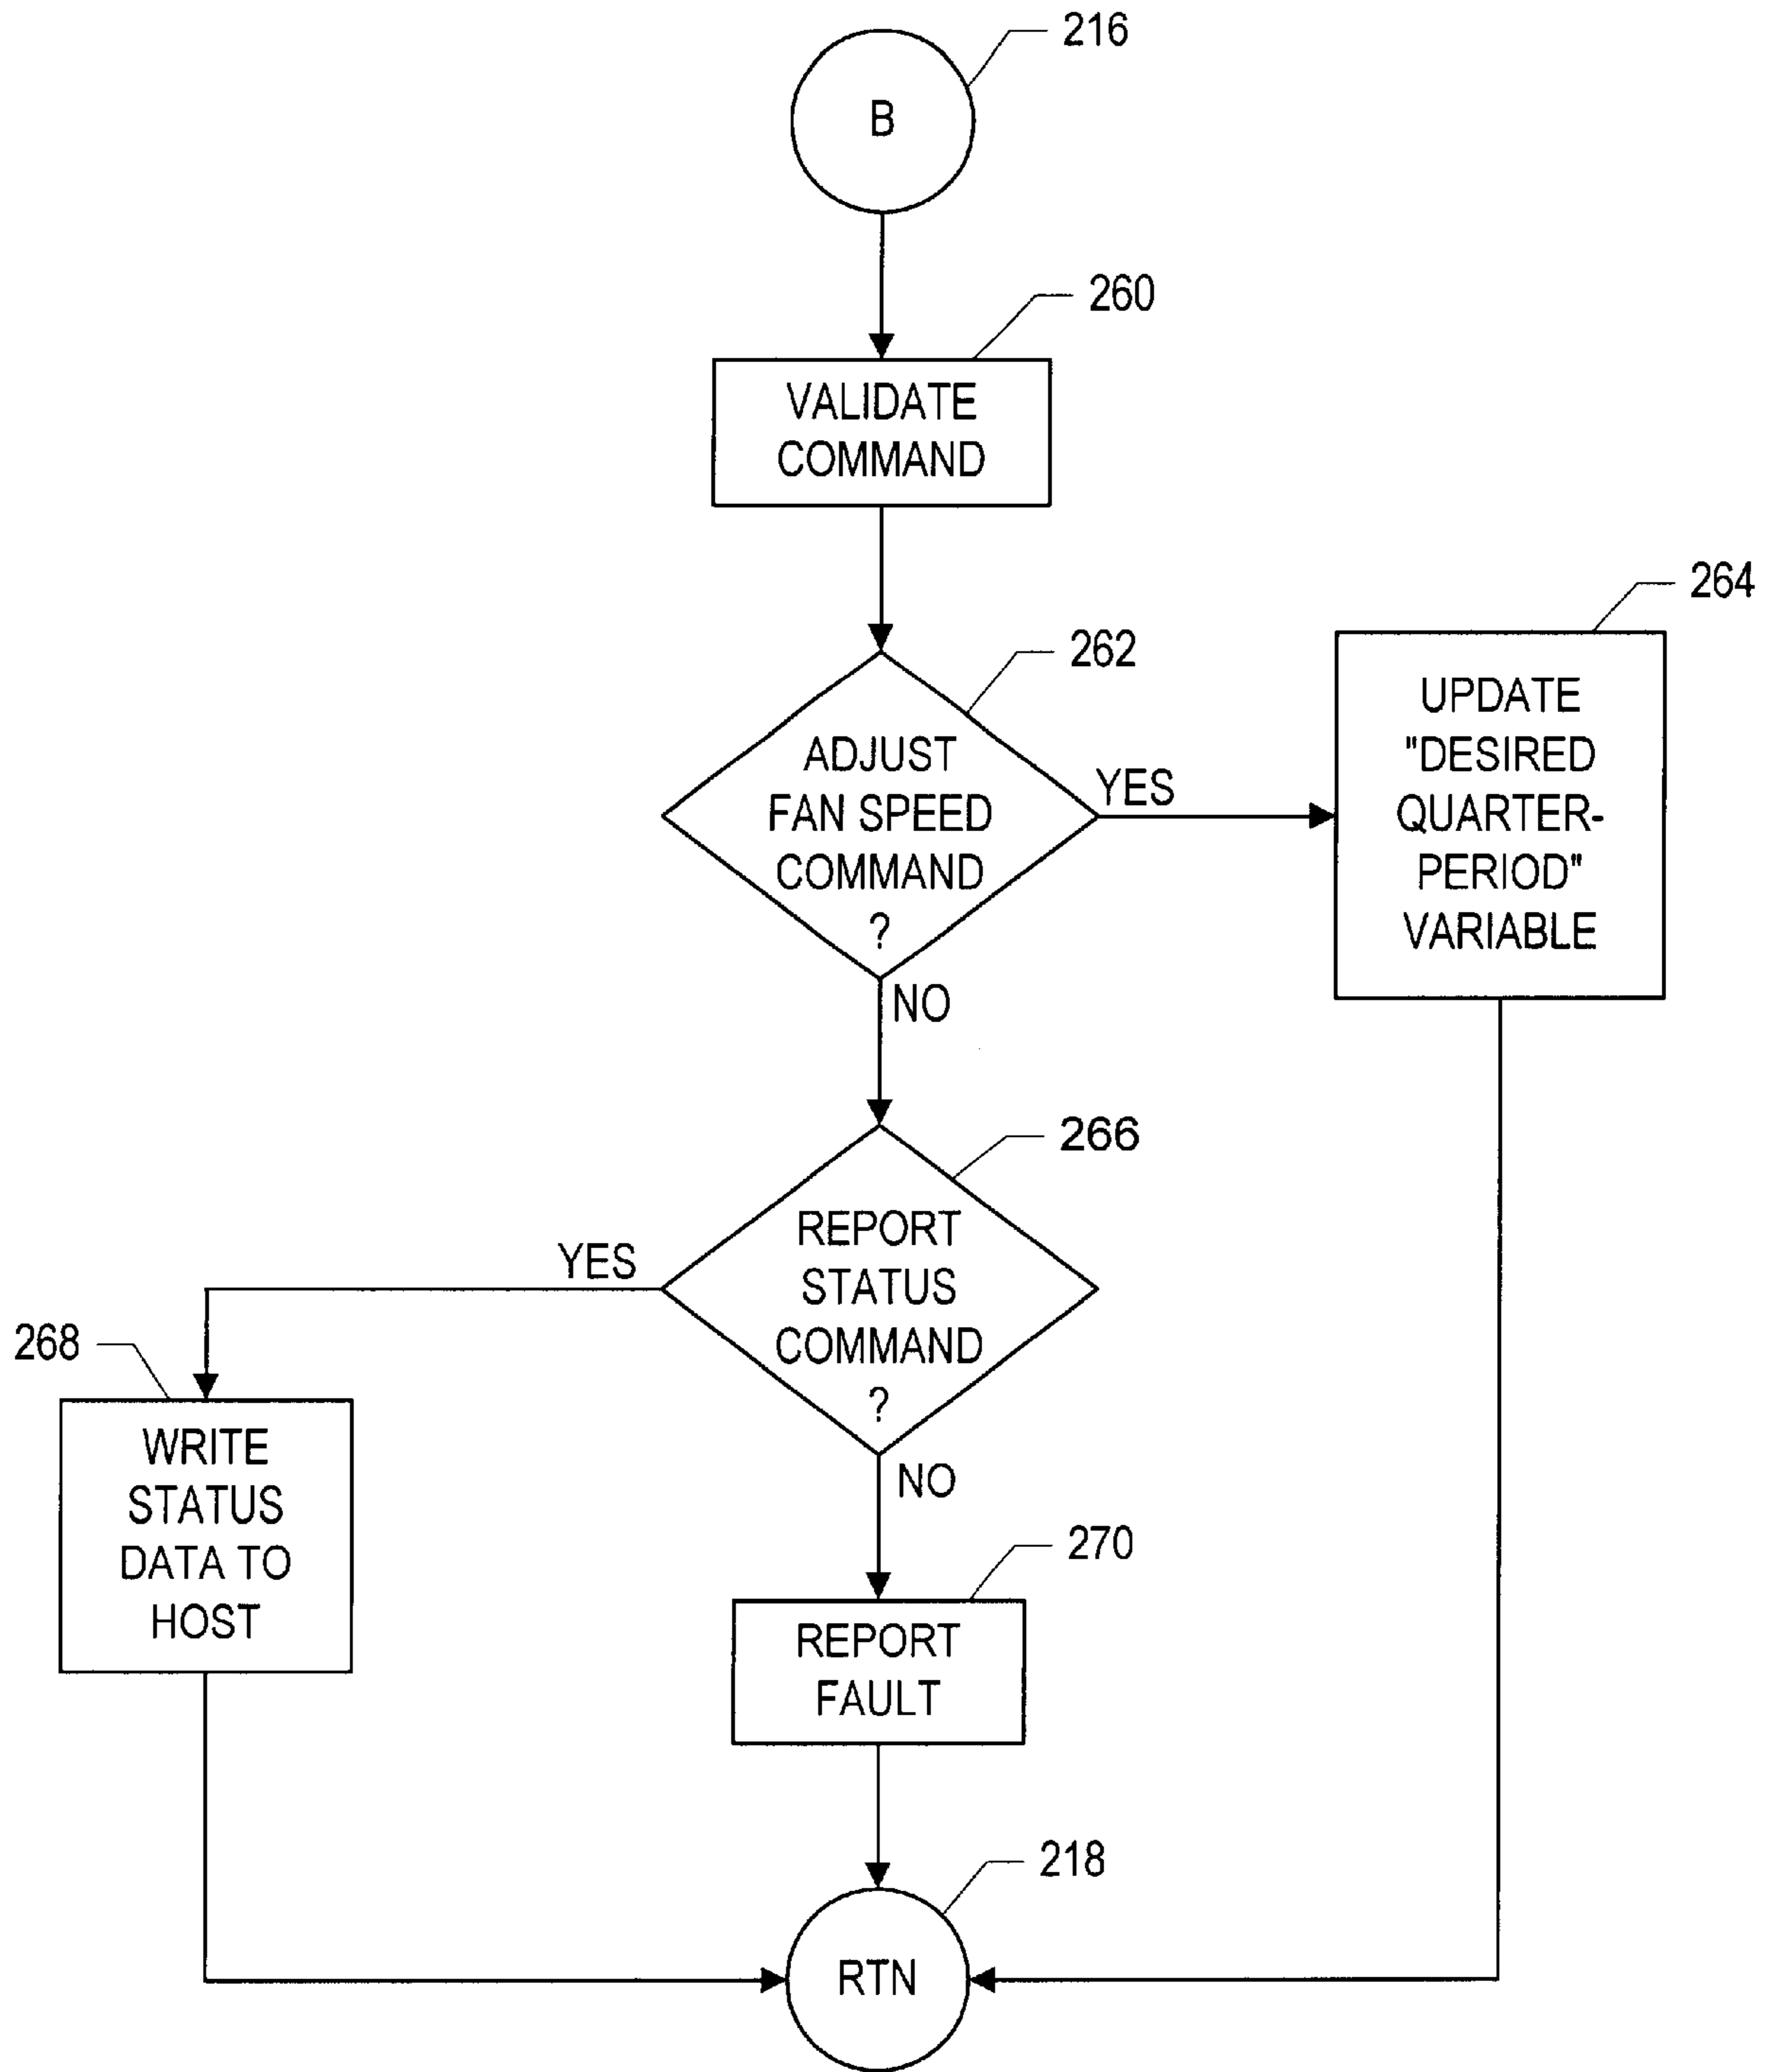 216
B
260
VALIDATE
COMMAND
264
262
UPDATE
"DESIRED
QUARTER-
PERIOD"
VARIABLE
ADJUST
FAN SPEED
COMMAND
?
YES
NO
266
REPORT
STATUS
COMMAND
?
YES
268
WRITE
STATUS
DATA TO
HOST
NO
270
REPORT
FAULT
218
RTN